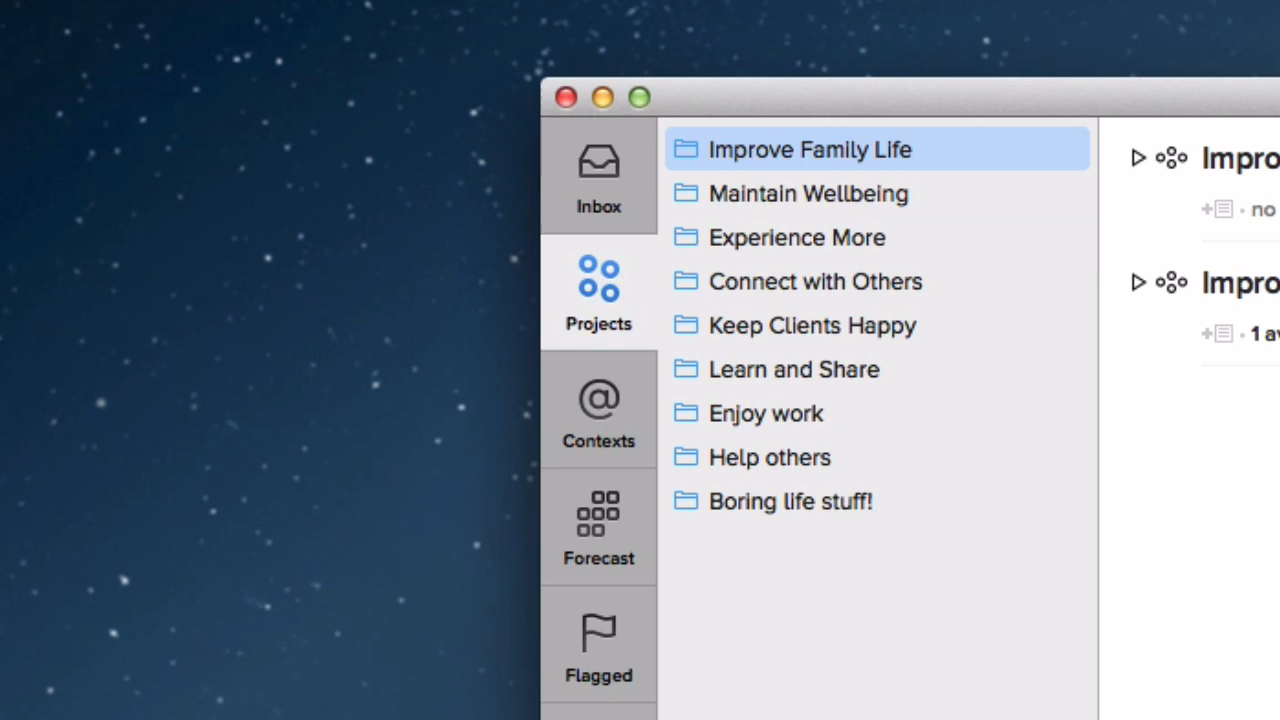 Inbox
Projects
@
Contexts
Forecast
Flagged
Improve Family Life
Maintain Wellbeing
Experience More
Connect with Others
Keep Clients Happy
Learn and Share
Enjoy work
Help others
Boring life stuff!
Impro
no
Impro
1 av